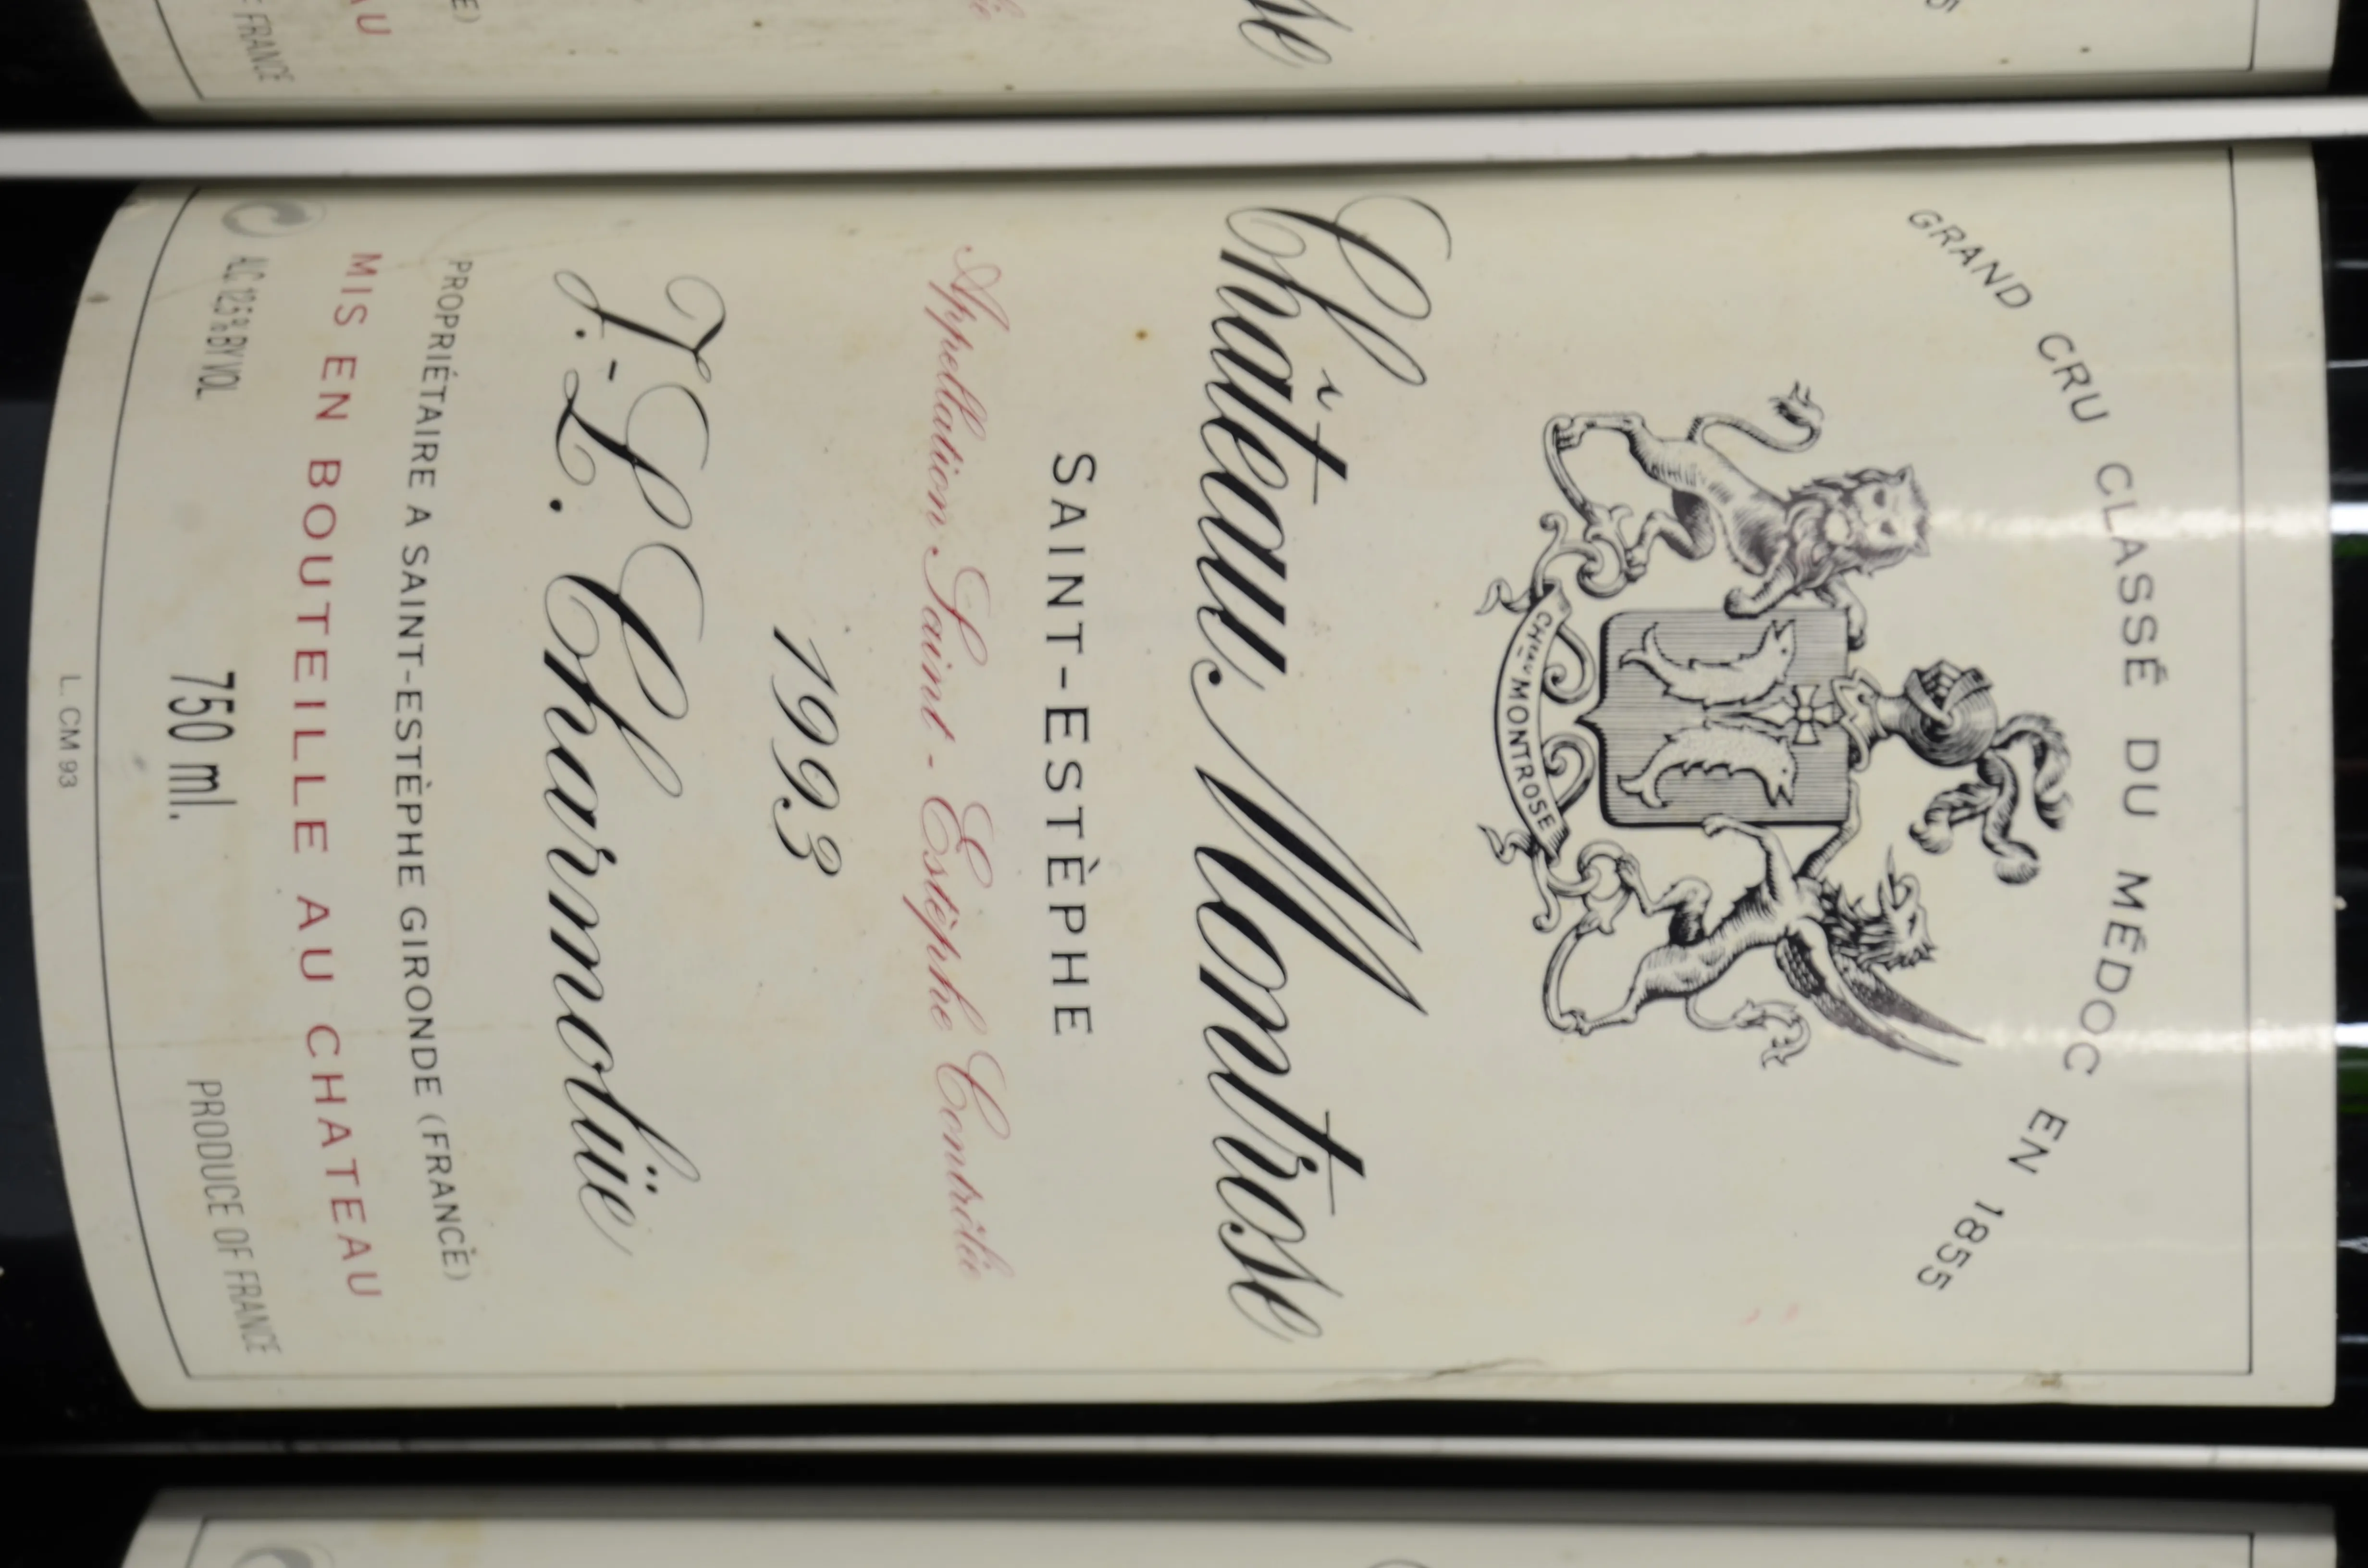 GRAND CRU CLASSÉ DU MÉDOC EN 1855
CHEAU MONTROSE
Château Montrose
SAINT-ESTÈPHE
Appellation Saint-Estèphe Contrôlée
1993
J.-L. Charmolüe
PROPRIÉTAIRE A SAINT-ESTÈPHE GIRONDE (FRANCE)
MIS EN BOUTEILLE AU CHATEAU
ALC 12,5% BY VOL
750 ml.
PRODUCE OF FRANCE
L. CM 93
FRANCE